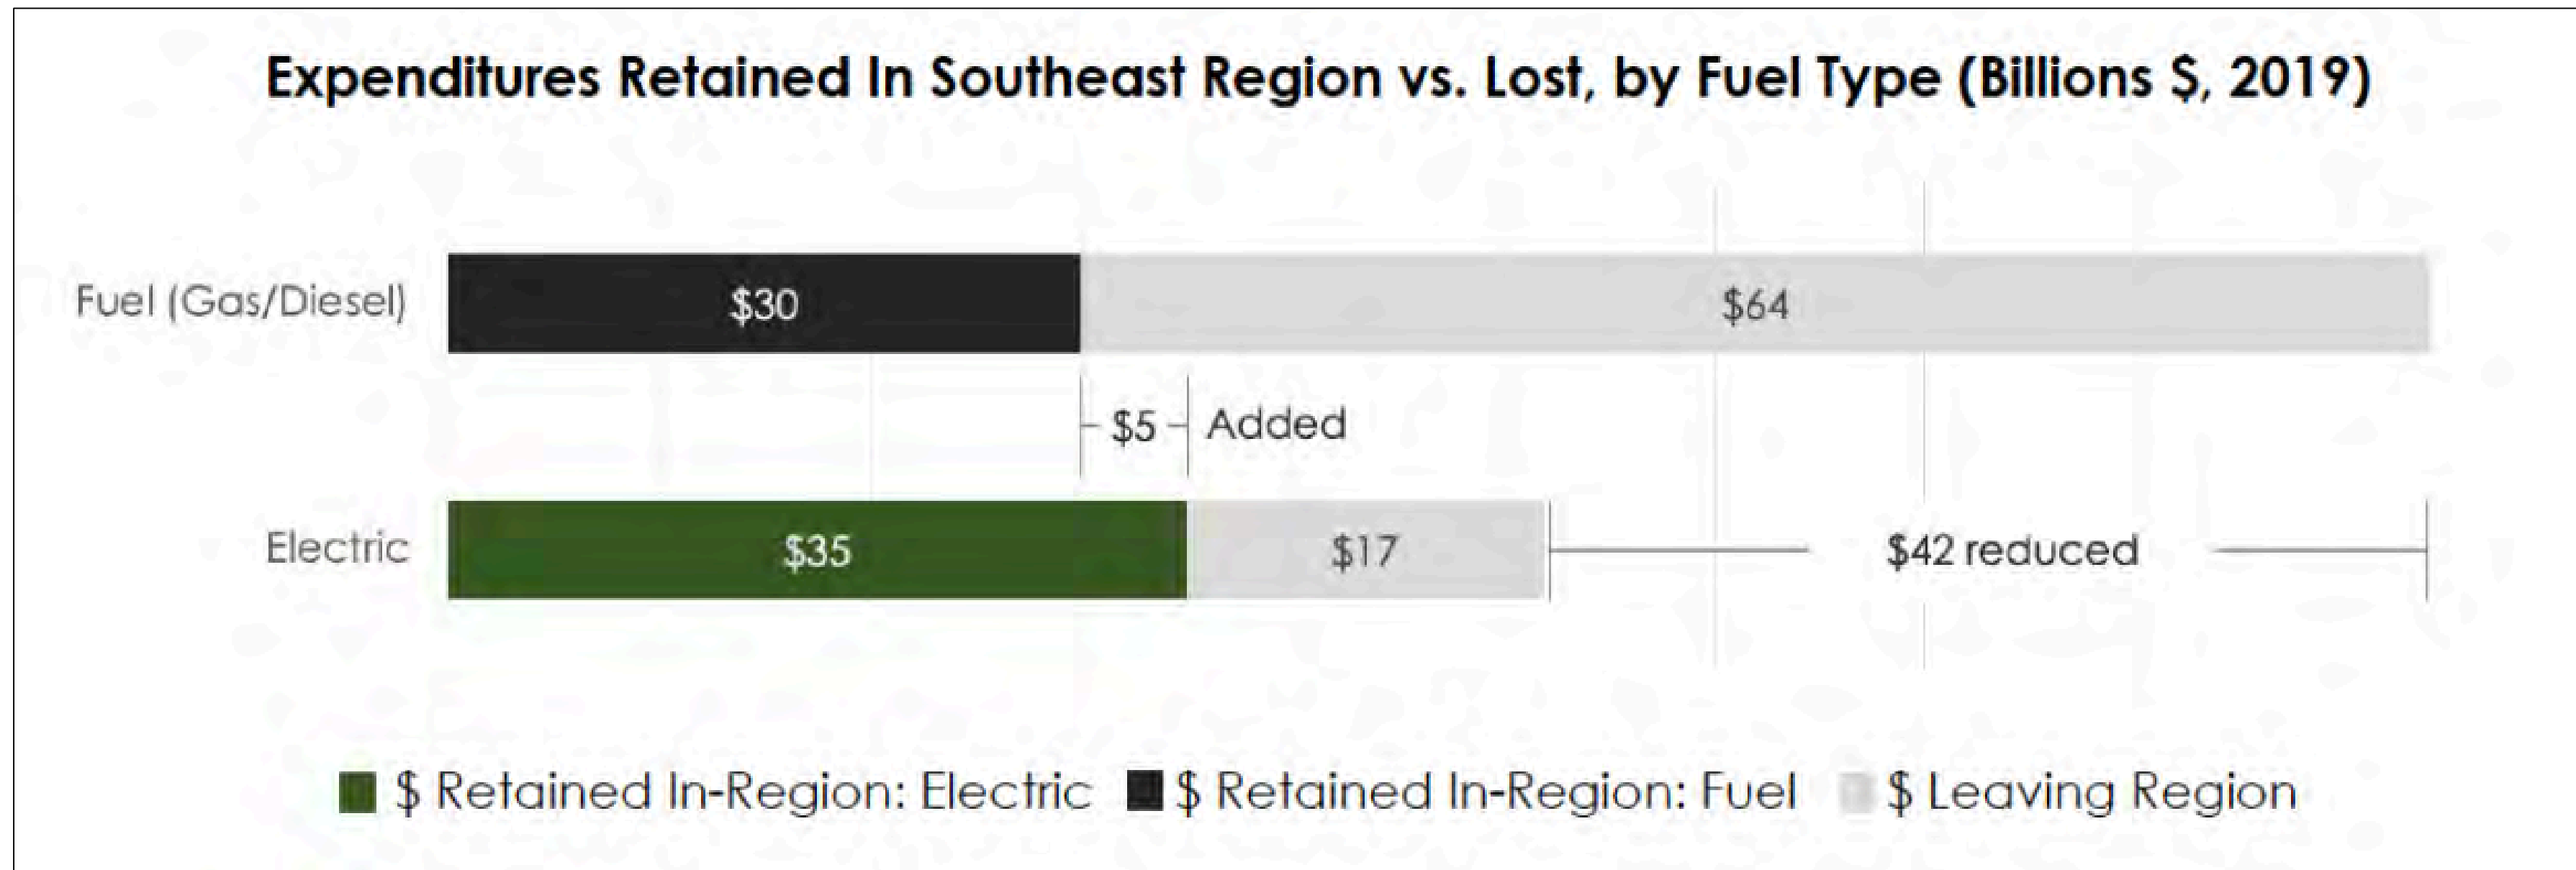 Expenditures Retained In Southeast Region vs. Lost, by Fuel Type (Billions $, 2019)
Fuel (Gas/Diesel)
$30
$64
$5
Added
Electric
$35
$17
$42 reduced
$ Retained In-Region: Electric
$ Retained In-Region: Fuel
$ Leaving Region